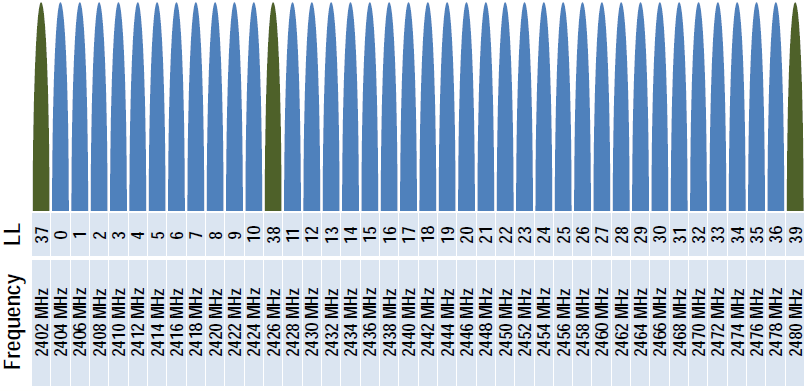 LL
37 0 1 2 3 4 5 6 7 8 9 10 38 11 12 13 14 15 16 17 18 19 20 21 22 23 24 25 26 27 28 29 30 31 32 33 34 35 36 39
Frequency
2402 MHz
2404 MHz
2406 MHz
2408 MHz
2410 MHz
2412 MHz
2414 MHz
2416 MHz
2418 MHz
2420 MHz
2422 MHz
2424 MHz
2426 MHz
2428 MHz
2430 MHz
2432 MHz
2434 MHz
2436 MHz
2438 MHz
2440 MHz
2442 MHz
2444 MHz
2446 MHz
2448 MHz
2450 MHz
2452 MHz
2454 MHz
2456 MHz
2458 MHz
2460 MHz
2462 MHz
2464 MHz
2466 MHz
2468 MHz
2470 MHz
2472 MHz
2474 MHz
2476 MHz
2478 MHz
2480 MHz